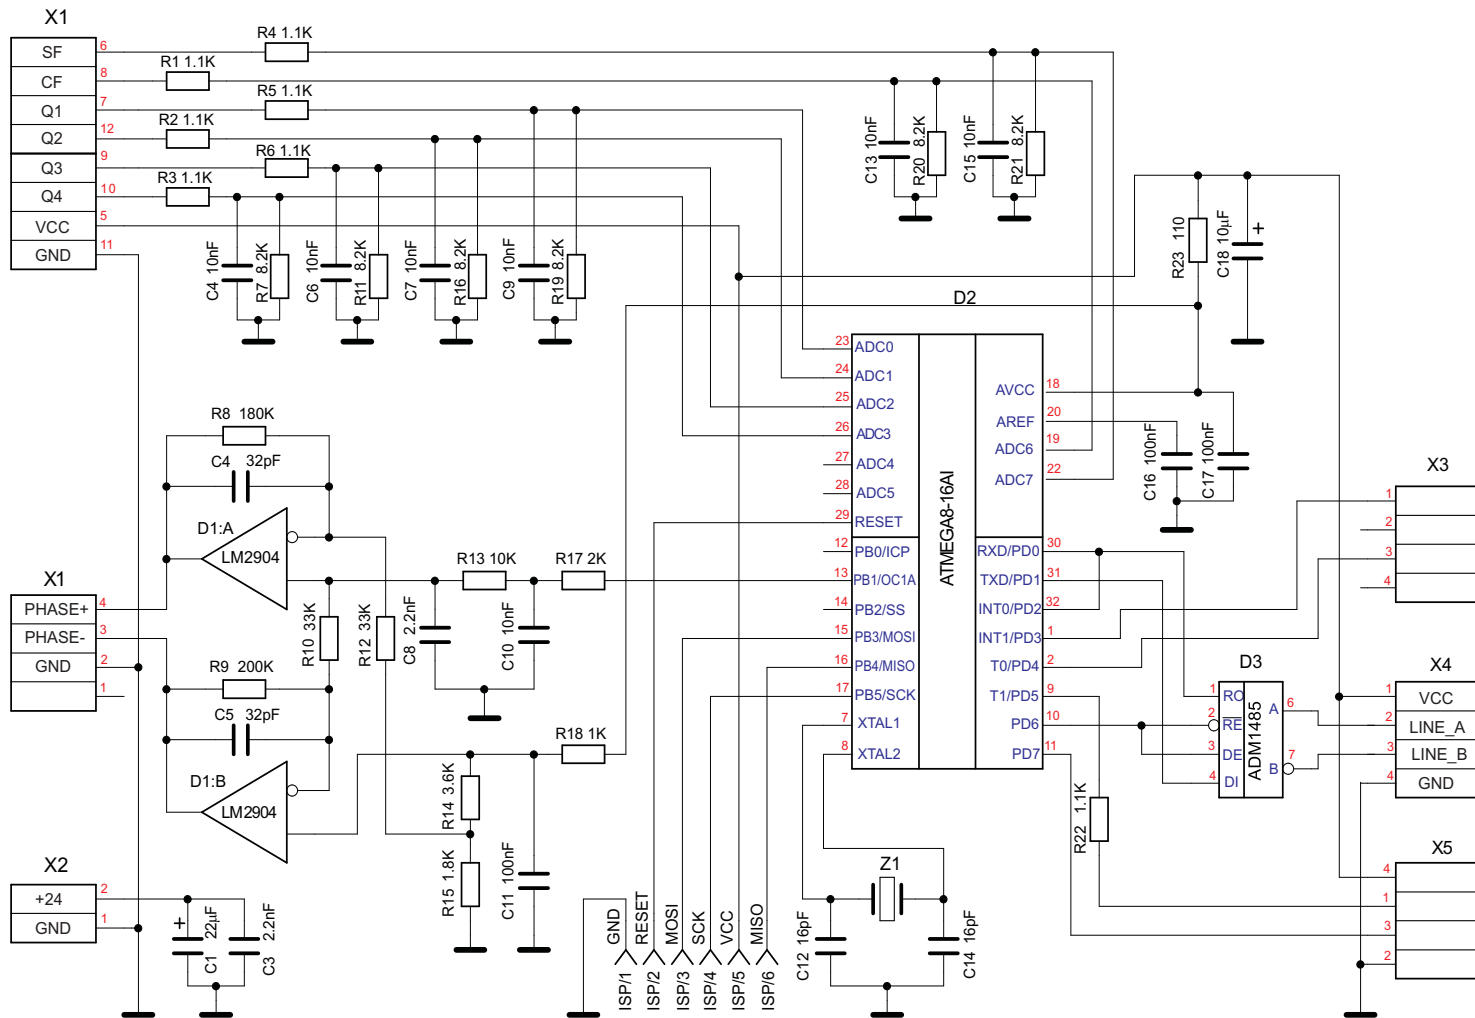 X1
SF 6
CF 8
Q1 7
Q2 12
Q3 9
Q4 10
VCC 5
GND 11
R4 1.1K
R1 1.1K
R5 1.1K
R2 1.1K
R6 1.1K
R3 1.1K
C4 10nF
R7 8.2K
C6 10nF
R11 8.2K
C7 10nF
R16 8.2K
C9 10nF
R19 8.2K
C13 10nF
R20 8.2K
C15 10nF
R21 8.2K
R23 110
C18 10µF
+
D2
ATMEGA8-16AI
23 ADC0
24 ADC1
25 ADC2
26 ADC3
27 ADC4
28 ADC5
29 RESET
12 PB0/ICP
13 PB1/OC1A
14 PB2/SS
15 PB3/MOSI
16 PB4/MISO
17 PB5/SCK
7 XTAL1
8 XTAL2
AVCC 18
AREF 20
ADC6 19
ADC7 22
RXD/PD0 30
TXD/PD1 31
INT0/PD2 32
INT1/PD3 1
T0/PD4 2
T1/PD5 9
PD6 10
PD7 11
C16 100nF
C17 100nF
X3
1
2
3
4
R8 180K
C4 32pF
D1:A
LM2904
X1
PHASE+ 4
PHASE- 3
GND 2
1
R10 33K
R12 33K
R13 10K
R17 2K
C8 2.2nF
C10 10nF
R9 200K
C5 32pF
D1:B
LM2904
R18 1K
R14 3.6K
R15 1.8K
C11 100nF
X2
+24 2
GND 1
+
C1 22µF
C3 2.2nF
GND
RESET
MOSI
SCK
VCC
MISO
ISP/1
ISP/2
ISP/3
ISP/4
ISP/5
ISP/6
Z1
C12 16pF
C14 16pF
R22 1.1K
D3
ADM1485
1 RO
2 RE
3 DE
4 DI
A 6
B 7
X4
1 VCC
2 LINE_A
3 LINE_B
4 GND
X5
4
1
3
2